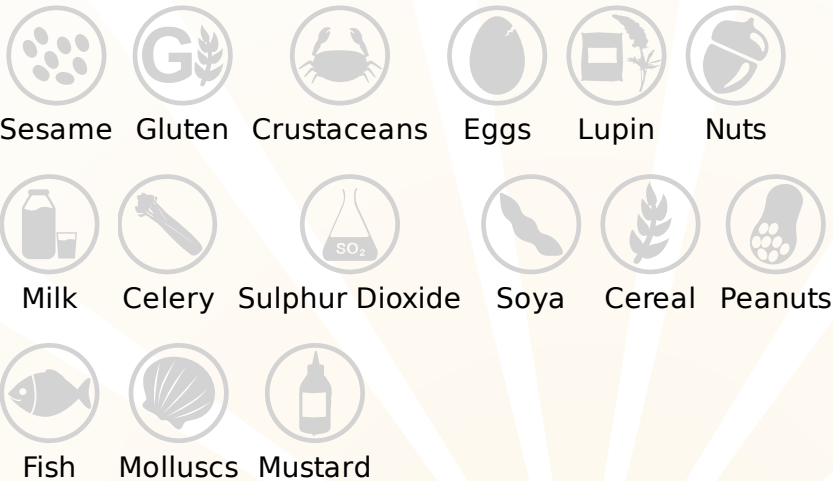 G
Sesame Gluten Crustaceans Eggs Lupin Nuts
SO₂
Milk Celery Sulphur Dioxide Soya Cereal Peanuts
Fish Molluscs Mustard